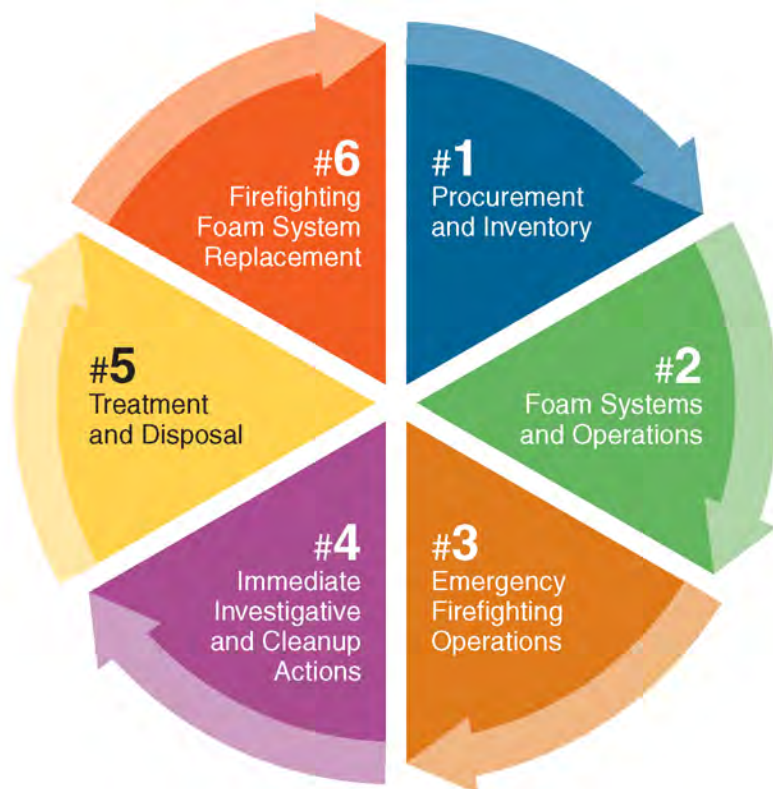 #1
Procurement
and Inventory
#2
Foam Systems
and Operations
#3
Emergency
Firefighting
Operations
#4
Immediate
Investigative
and Cleanup
Actions
#5
Treatment
and Disposal
#6
Firefighting
Foam System
Replacement